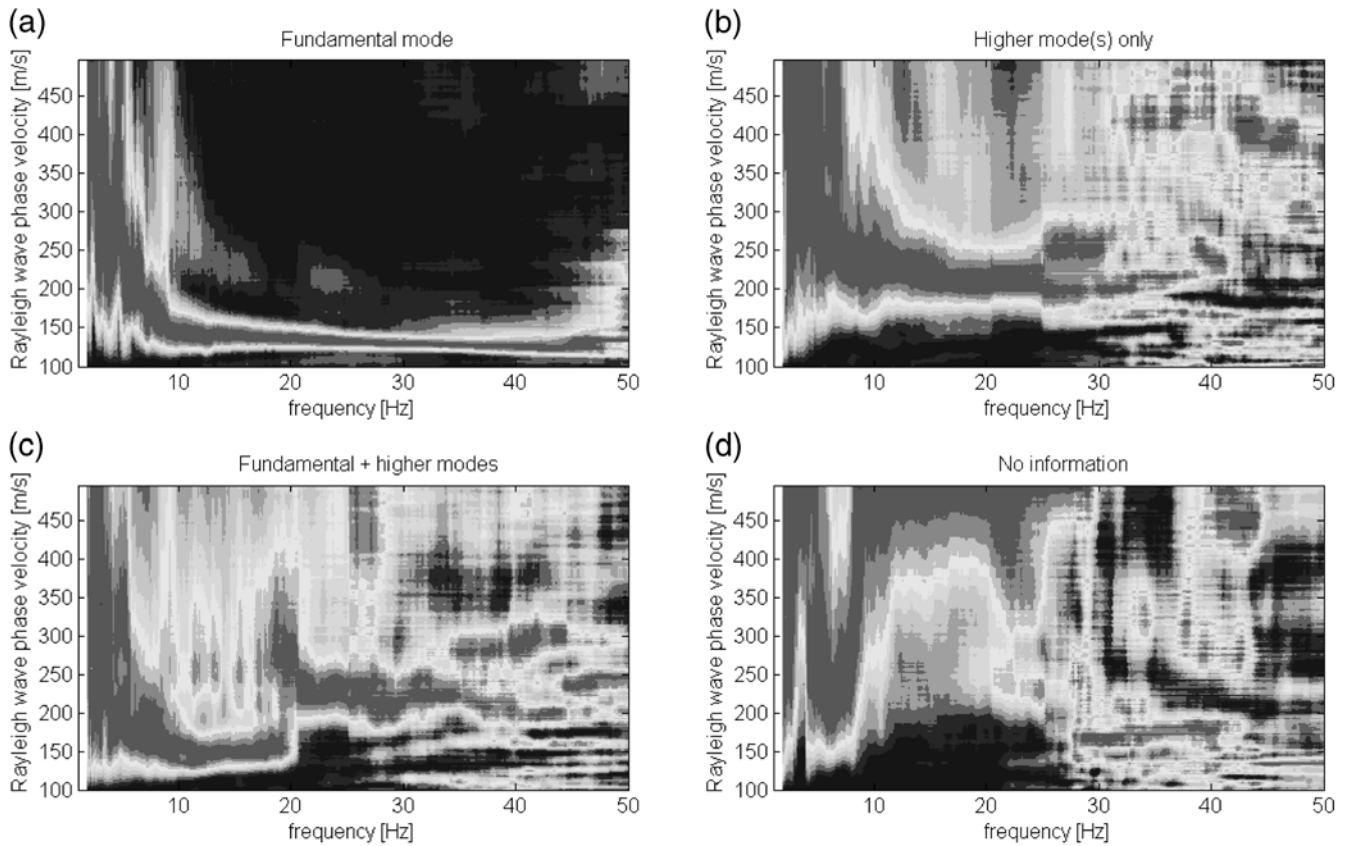 (a)
Fundamental mode
Rayleigh wave phase velocity [m/s]
450
400
350
300
250
200
150
100
10 20 30 40 50
frequency [Hz]
(b)
Higher mode(s) only
Rayleigh wave phase velocity [m/s]
450
400
350
300
250
200
150
100
10 20 30 40 50
frequency [Hz]
(c)
Fundamental + higher modes
Rayleigh wave phase velocity [m/s]
450
400
350
300
250
200
150
100
10 20 30 40 50
frequency [Hz]
(d)
No information
Rayleigh wave phase velocity [m/s]
450
400
350
300
250
200
150
100
10 20 30 40 50
frequency [Hz]